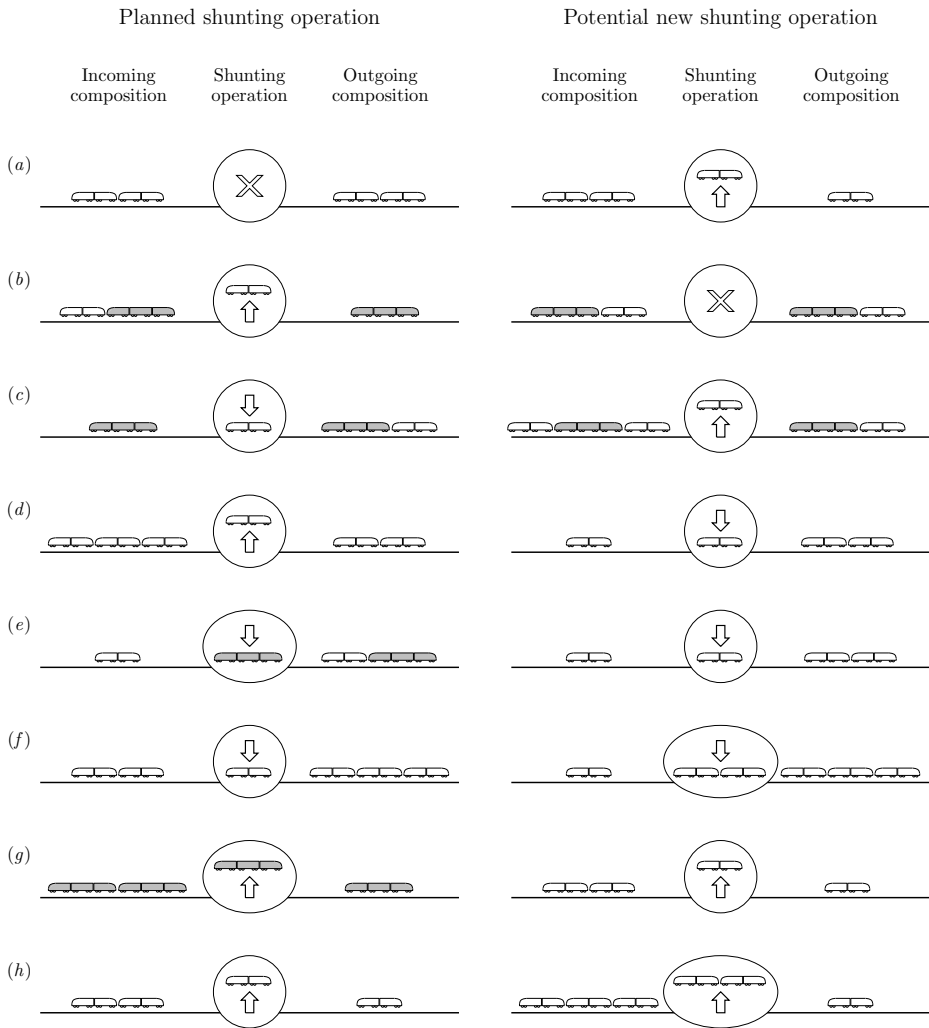 Planned shunting operation Potential new shunting operation
Incoming Shunting Outgoing Incoming Shunting Outgoing
composition operation composition composition operation composition
(a)
(b)
(c)
(d)
(e)
(f)
(g)
(h)